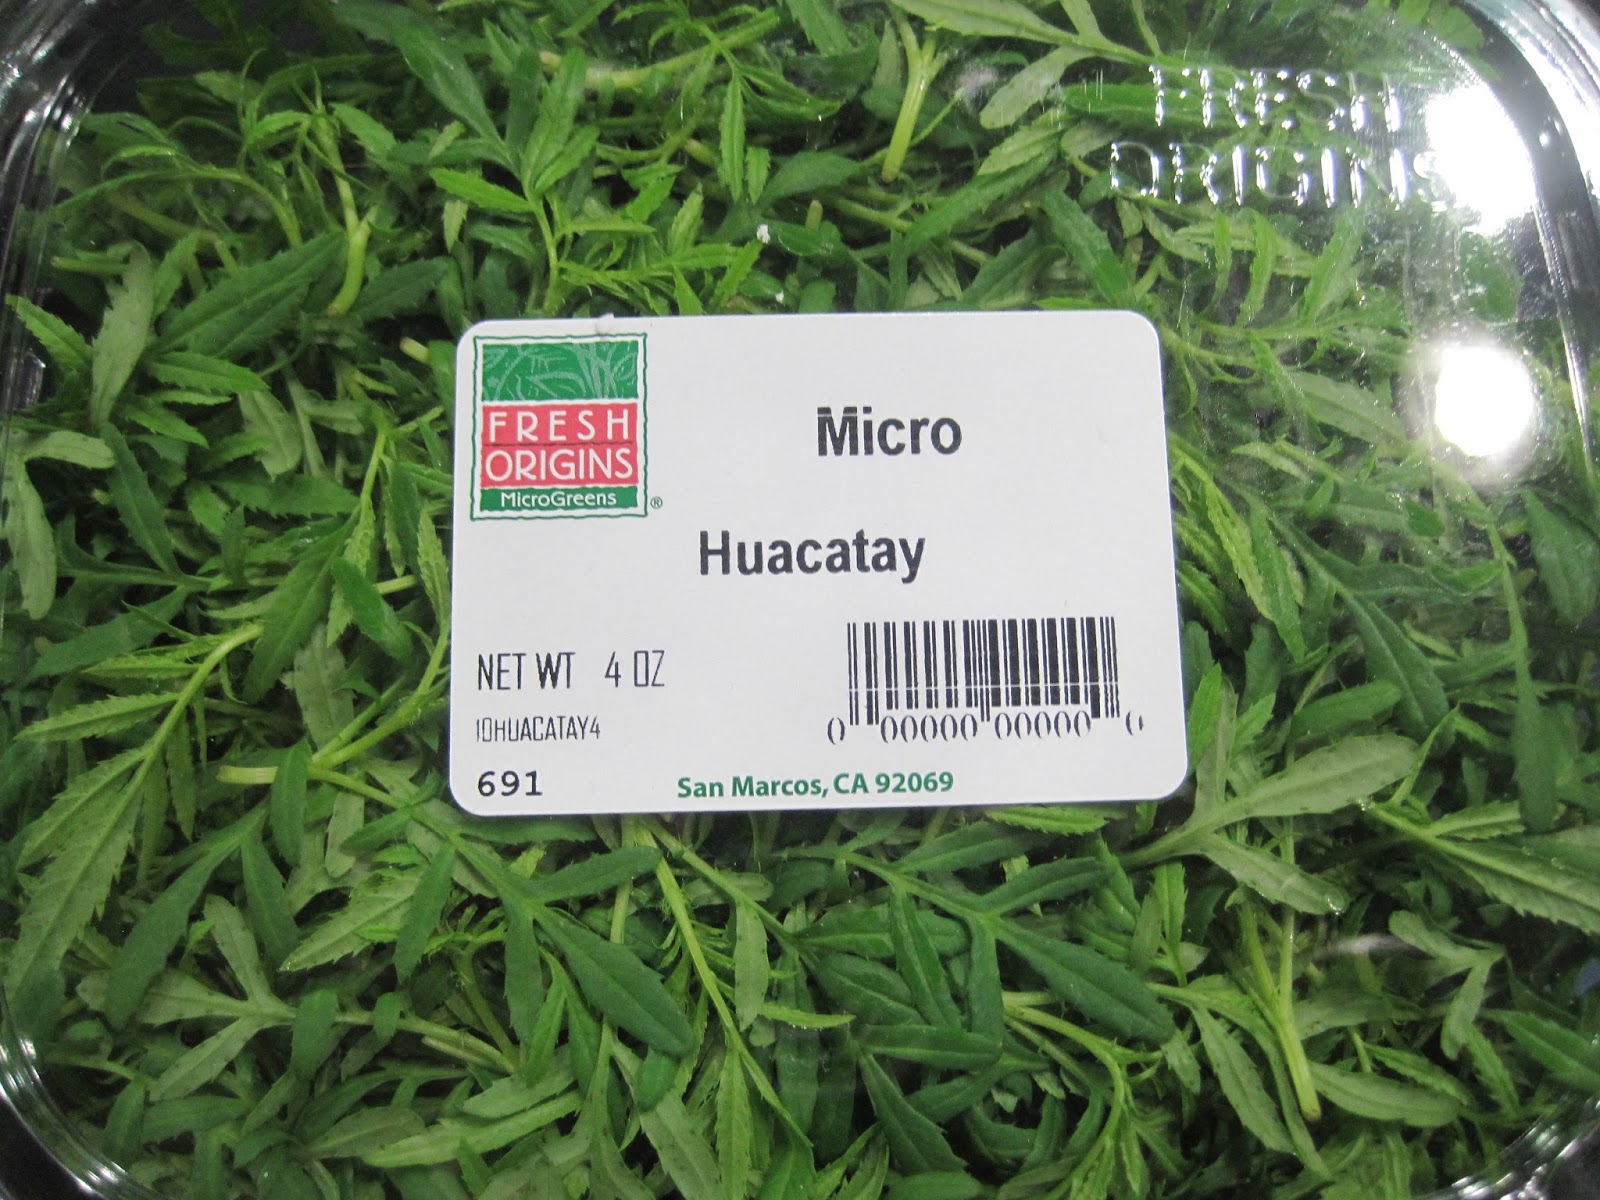 FRESH
ORIGINS
FRESH
ORIGINS
MicroGreens ®
Micro
Huacatay
NET WT 4 OZ
10HUACATAY4
0 00000 00000 0
691
San Marcos, CA 92069